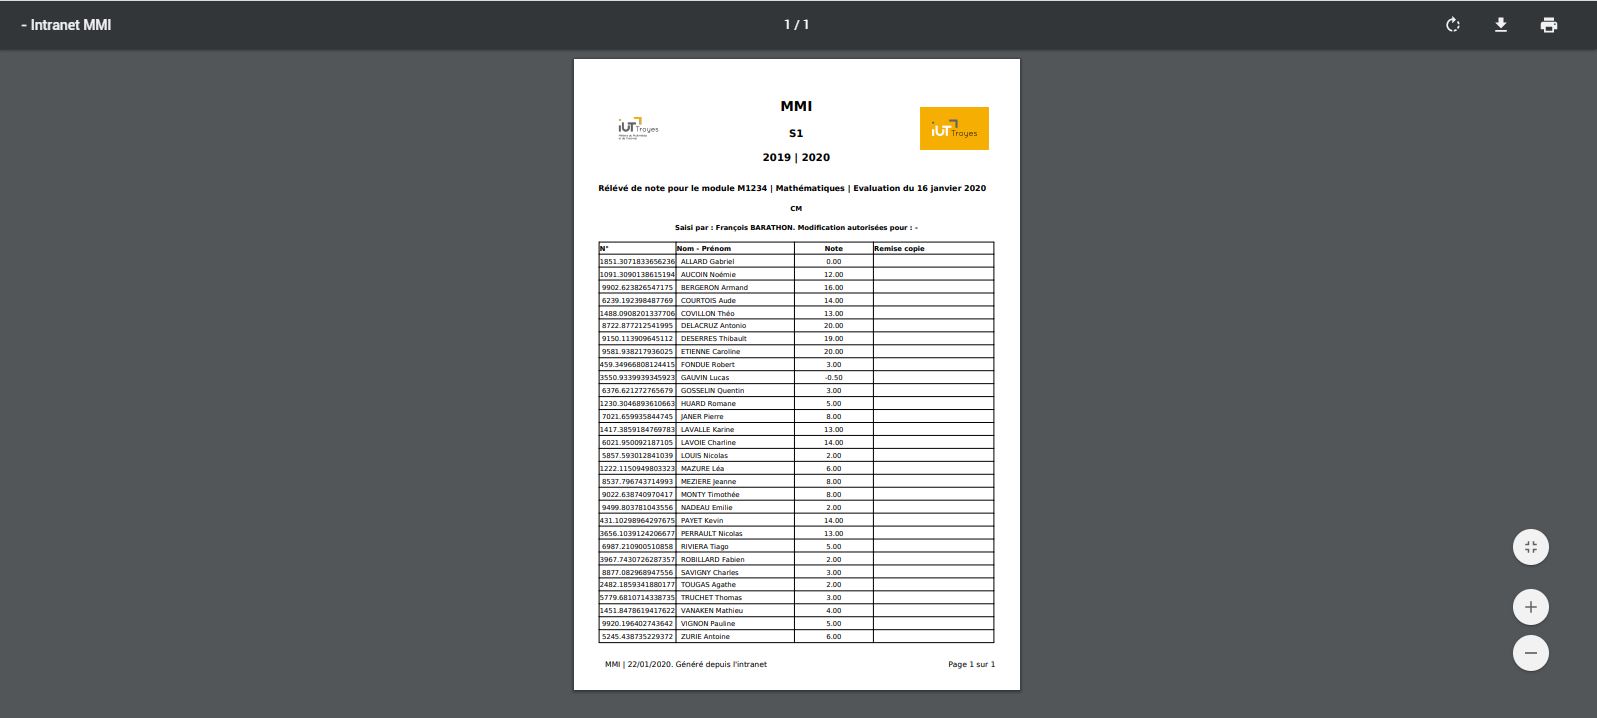 - Intranet MMI
1 / 1
MMI
iUT Troyes
iUT Troyes
S1
2019 | 2020
Rélévé de note pour le module M1234 | Mathématiques | Evaluation du 16 janvier 2020
CM
Saisi par : François BARATHON. Modification autorisées pour : -
N° Nom - Prénom Note Remise copie
1851.3071833656236 ALLARD Gabriel 0.00
1091.3090138615194 AUCOIN Noémie 12.00
9902.623826547175 BERGERON Armand 16.00
6239.192398487769 COURTOIS Aude 14.00
1488.0908201337706 COVILLON Théo 13.00
8722.877212541995 DELACRUZ Antonio 20.00
9150.113909645112 DESERRES Thibault 19.00
9581.938217936025 ETIENNE Caroline 20.00
459.34966808124415 FONDUE Robert 3.00
3550.9339939345923 GAUVIN Lucas -0.50
6376.621272765679 GOSSELIN Quentin 3.00
1230.3046893610663 HUARD Romane 5.00
7021.659935844745 JANER Pierre 8.00
1417.3859184769783 LAVALLE Karine 13.00
6021.950092187105 LAVOIE Charline 14.00
5857.593012841039 LOUIS Nicolas 2.00
1222.1150949803323 MAZURE Léa 6.00
8537.796743714993 MEZIERE Jeanne 8.00
9022.638740970417 MONTY Timothée 8.00
9499.803781043556 NADEAU Emilie 2.00
431.10298964297675 PAYET Kevin 14.00
3656.1039124206677 PERRAULT Nicolas 13.00
6987.210900510858 RIVIERA Tiago 5.00
3967.7430726287357 ROBILLARD Fabien 2.00
8877.082968947556 SAVIGNY Charles 3.00
2482.1859341880177 TOUGAS Agathe 2.00
5779.6810714338735 TRUCHET Thomas 3.00
1451.8478619417622 VANAKEN Mathieu 4.00
9920.196402743642 VIGNON Pauline 5.00
5245.438735229372 ZURIE Antoine 6.00
MMI | 22/01/2020. Généré depuis l'intranet Page 1 sur 1